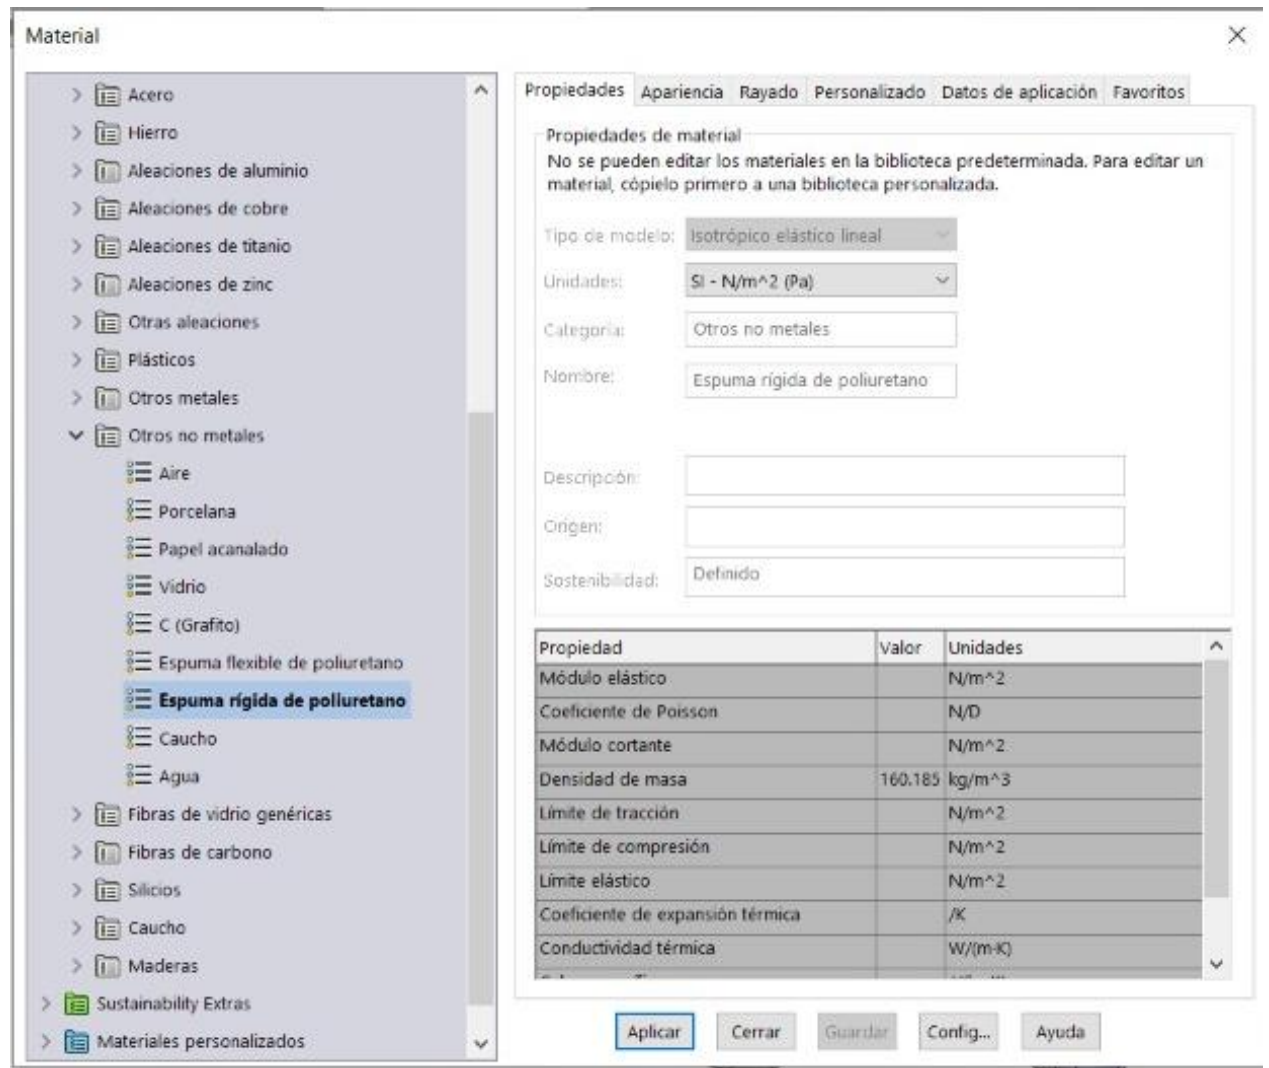 Material
Acero
Hierro
Aleaciones de aluminio
Aleaciones de cobre
Aleaciones de titanio
Aleaciones de zinc
Otras aleaciones
Plásticos
Otros metales
Otros no metales
Aire
Porcelana
Papel acanalado
Vidrio
C (Grafito)
Espuma flexible de poliuretano
Espuma rígida de poliuretano
Caucho
Agua
Fibras de vidrio genéricas
Fibras de carbono
Silicios
Caucho
Maderas
Sustainability Extras
Materiales personalizados
Propiedades Apariencia Rayado Personalizado Datos de aplicación Favoritos
Propiedades de material
No se pueden editar los materiales en la biblioteca predeterminada. Para editar un
material, cópielo primero a una biblioteca personalizada.
Tipo de modelo: Isotrópico elástico lineal
Unidades: SI - N/m^2 (Pa)
Categoría: Otros no metales
Nombre: Espuma rígida de poliuretano
Descripción:
Origen:
Sostenibilidad: Definido
Propiedad Valor Unidades
Módulo elástico N/m^2
Coeficiente de Poisson N/D
Módulo cortante N/m^2
Densidad de masa 160.185 kg/m^3
Límite de tracción N/m^2
Límite de compresión N/m^2
Límite elástico N/m^2
Coeficiente de expansión térmica /K
Conductividad térmica W/(m·K)
Aplicar Cerrar Guardar Config... Ayuda